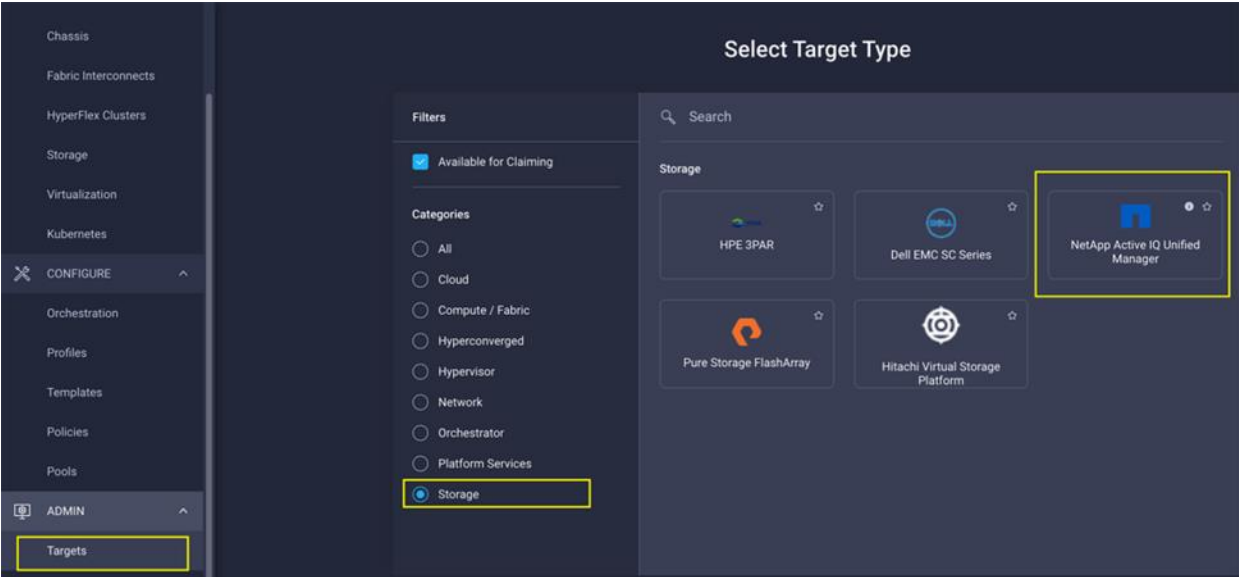 Chassis
Fabric Interconnects
HyperFlex Clusters
Storage
Virtualization
Kubernetes
CONFIGURE
Orchestration
Profiles
Templates
Policies
Pools
ADMIN
Targets
Select Target Type
Filters
Available for Claiming
Categories
All
Cloud
Compute / Fabric
Hyperconverged
Hypervisor
Network
Orchestrator
Platform Services
Storage
Search
Storage
HPE 3PAR
DELL
Dell EMC SC Series
NetApp Active IQ Unified
Manager
Pure Storage FlashArray
Hitachi Virtual Storage
Platform